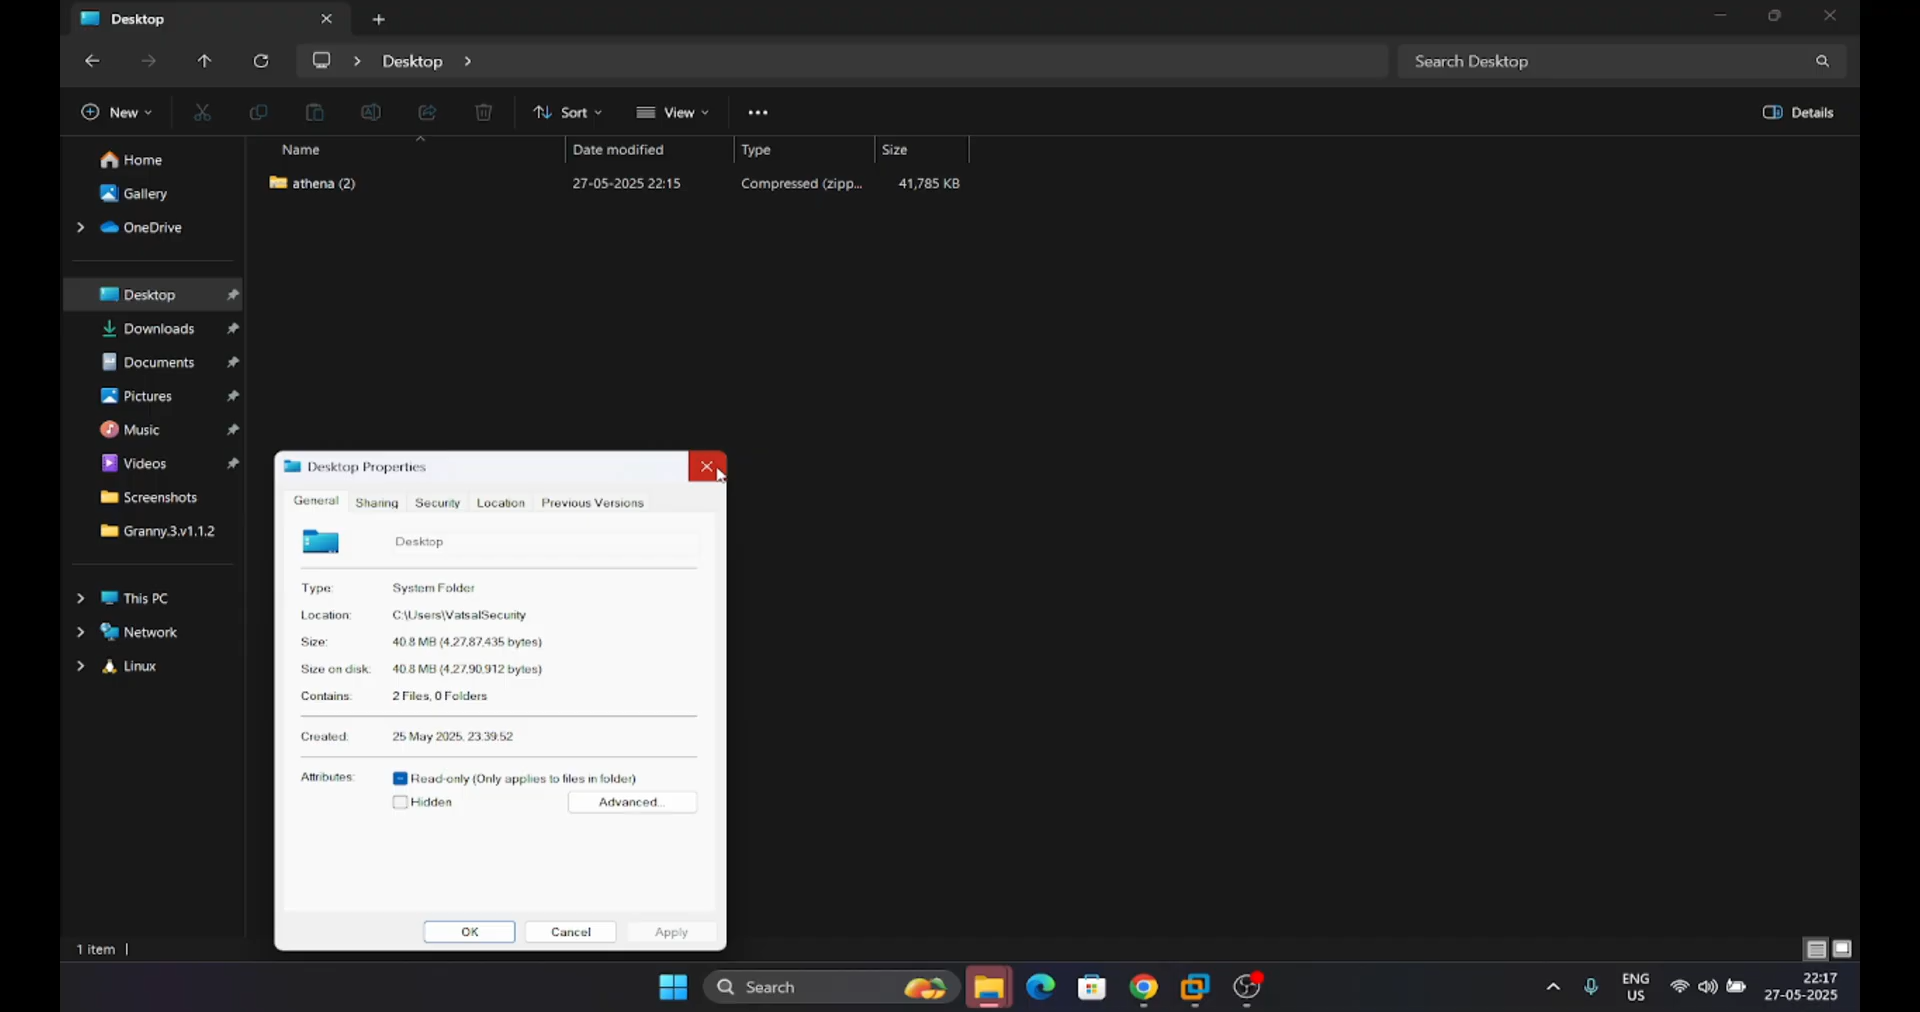 Desktop
Desktop
Search Desktop
New
Sort
View
Details
Name
Date modified
Type
Size
athena (2)
27-05-2025 22:15
Compressed (zipp...
41,785 KB
Home
Gallery
OneDrive
Desktop
Downloads
Documents
Pictures
Music
Videos
Screenshots
Granny.3.v1.1.2
This PC
Network
Linux
Desktop Properties
General
Sharing
Security
Location
Previous Versions
Desktop
Type:
System Folder
Location:
C:\Users\VatsalSecurity
Size:
40.8 MB (4,27,87,435 bytes)
Size on disk:
40.8 MB (4,27,90,912 bytes)
Contains:
2 Files, 0 Folders
Created:
25 May 2025, 23:39:52
Attributes:
Read-only (Only applies to files in folder)
Hidden
Advanced...
OK
Cancel
Apply
1 item
Search
ENG
US
22:17
27-05-2025